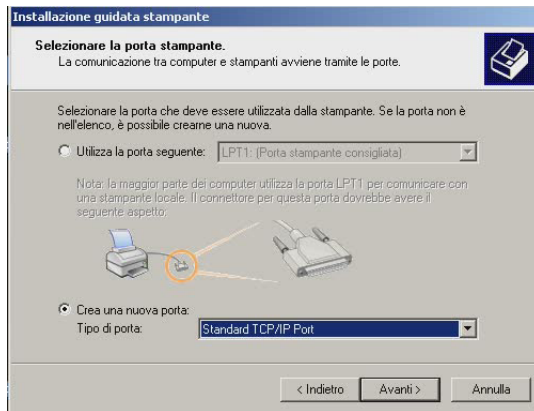 Installazione guidata stampante
Selezionare la porta stampante.
La comunicazione tra computer e stampanti avviene tramite le porte.
Selezionare la porta che deve essere utilizzata dalla stampante. Se la porta non è
nell'elenco, è possibile crearne una nuova.
Utilizza la porta seguente: LPT1: (Porta stampante consigliata)
Nota: la maggior parte dei computer utilizza la porta LPT1 per comunicare con
una stampante locale. Il connettore per questa porta dovrebbe avere il
seguente aspetto:
Crea una nuova porta:
Tipo di porta: Standard TCP/IP Port
< Indietro Avanti > Annulla